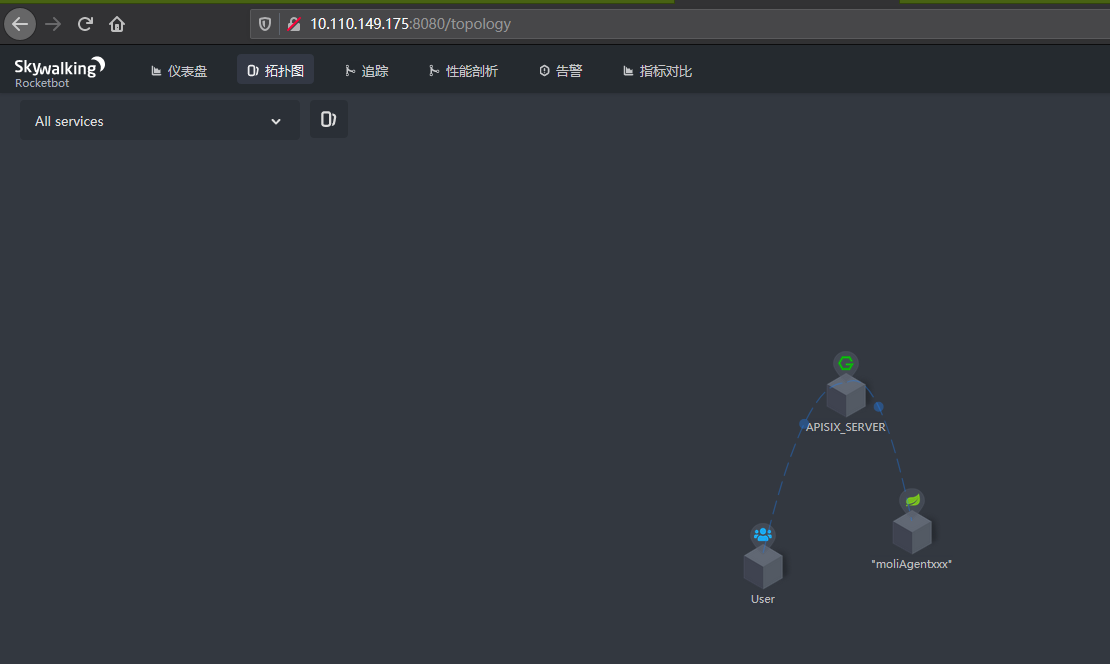 10.110.149.175:8080/topology
Skywalking
Rocketbot
仪表盘 拓扑图 追踪 性能剖析 告警 指标对比
All services
APISIX_SERVER
"moliAgentxxx"
User